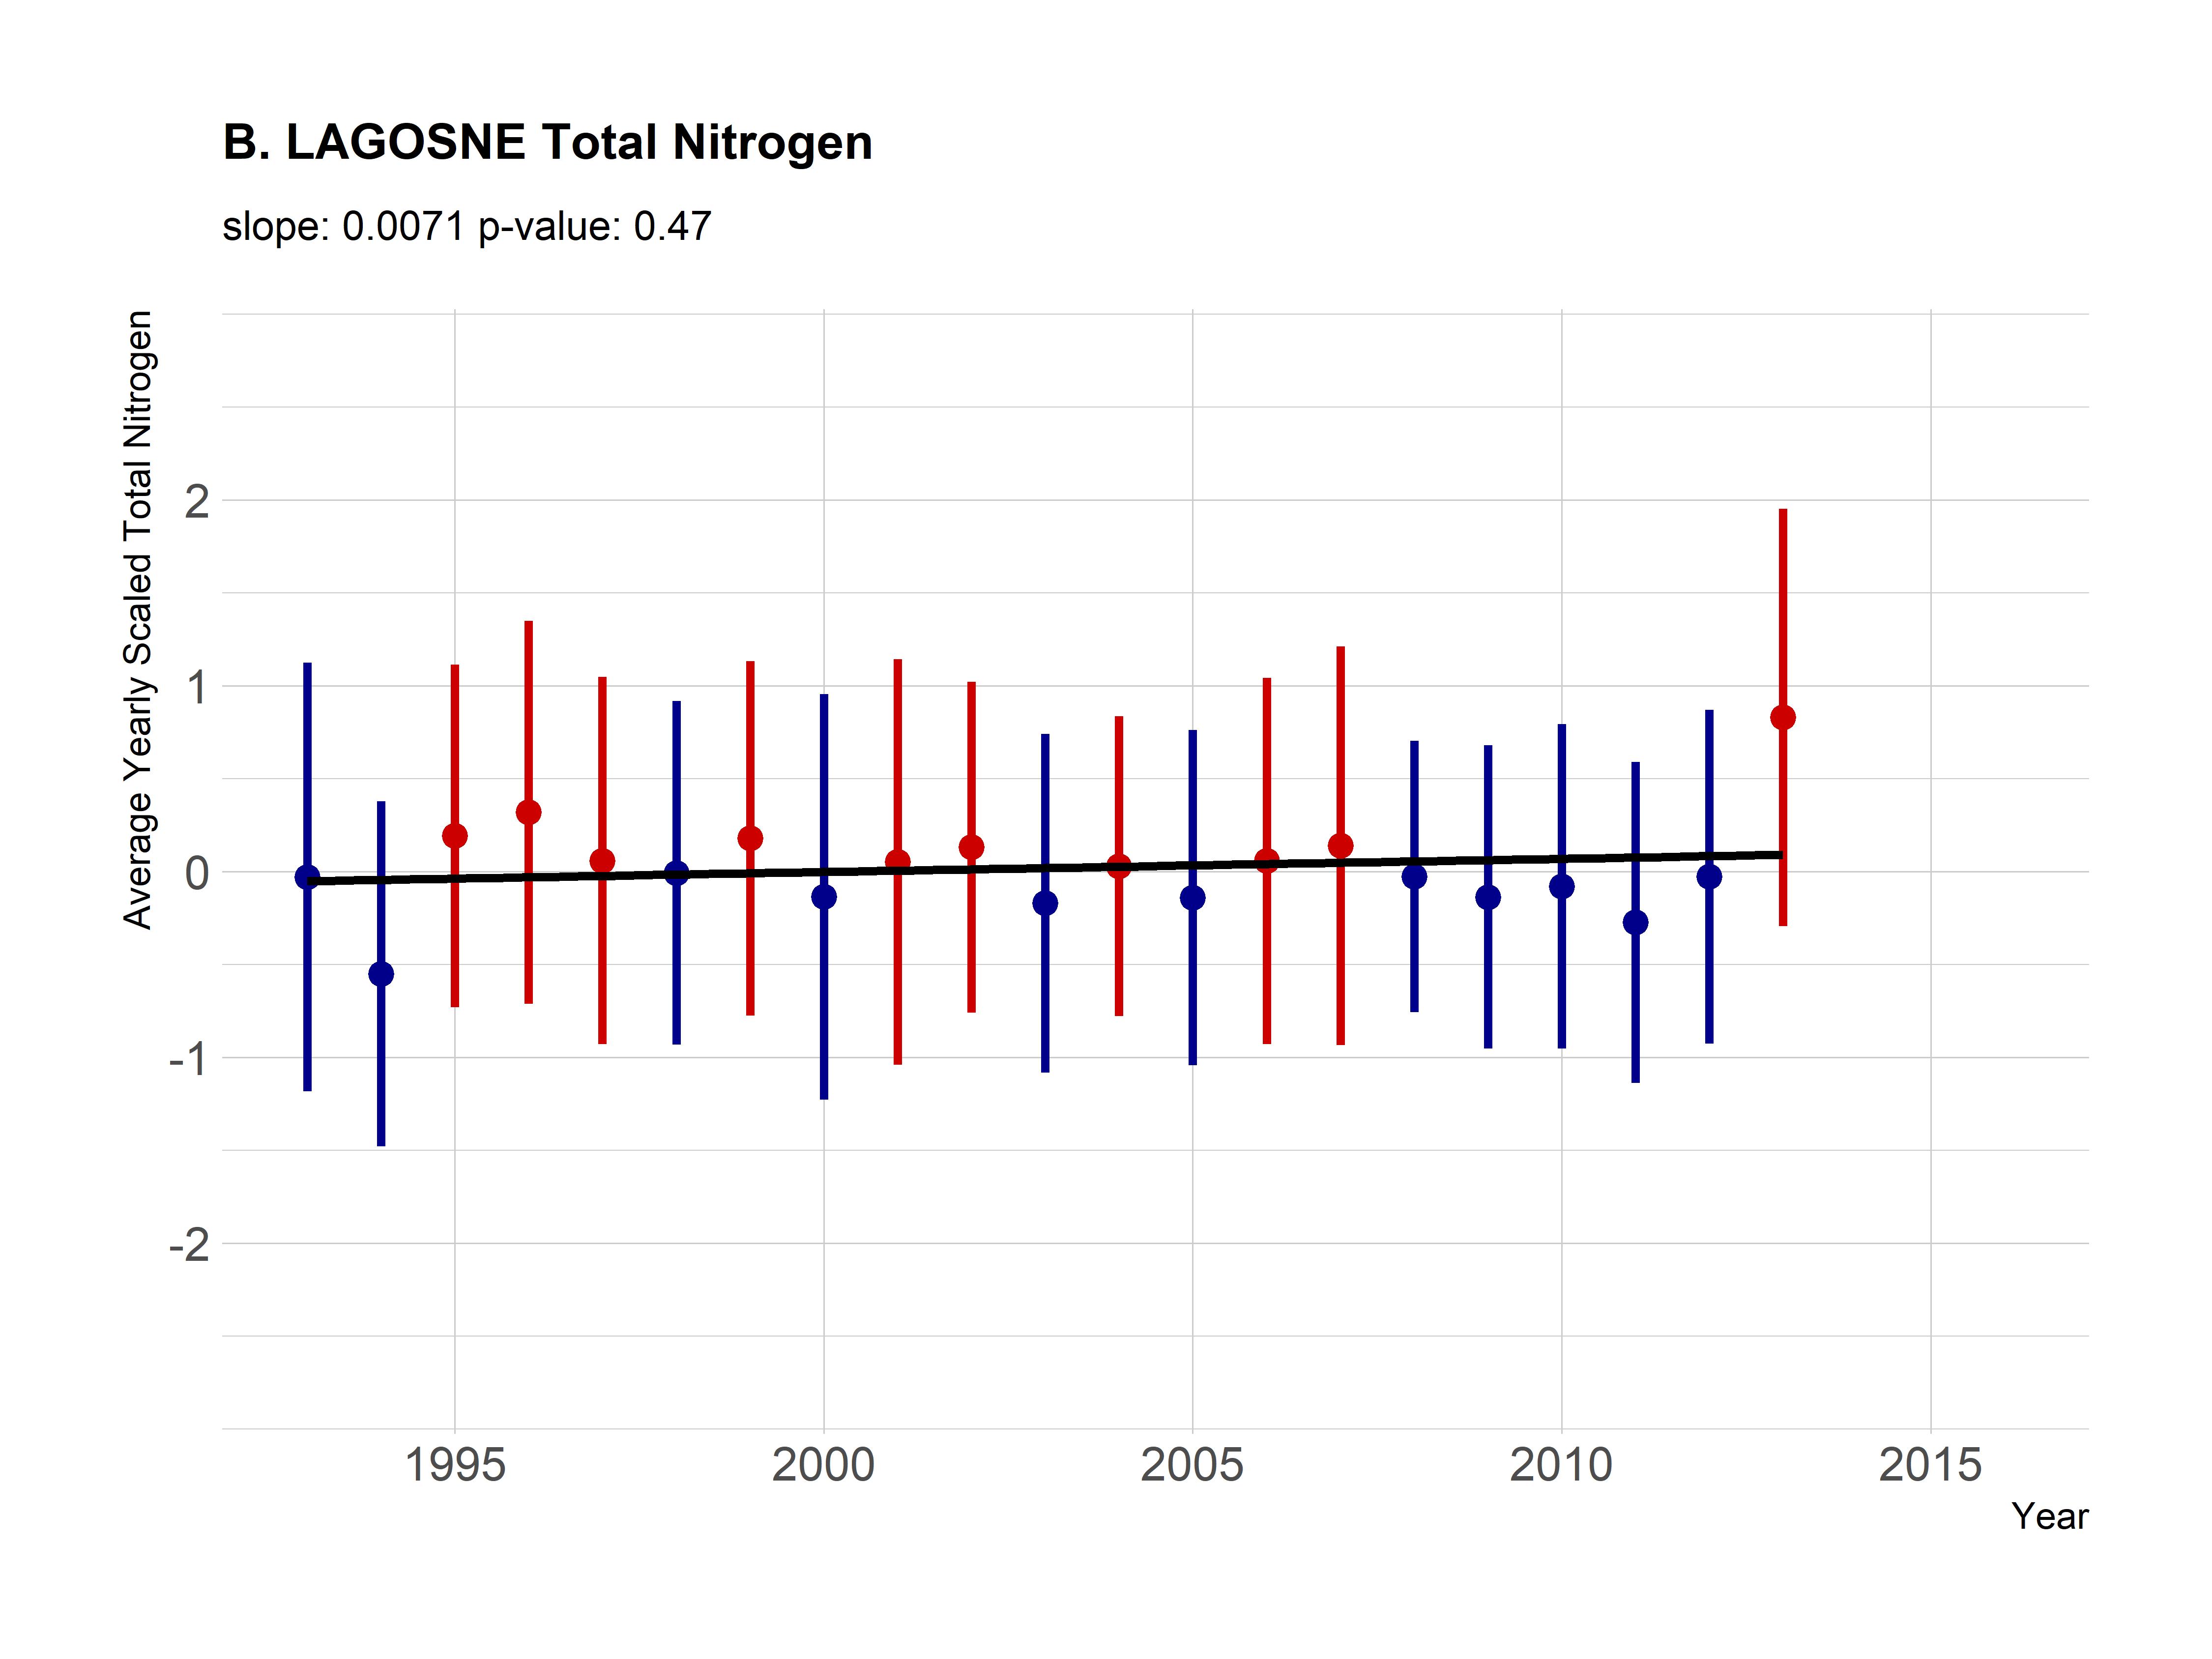 B. LAGOSNE Total Nitrogen
slope: 0.0071 p-value: 0.47
Average Yearly Scaled Total Nitrogen
2
1
0
-1
-2
1995 2000 2005 2010 2015
Year